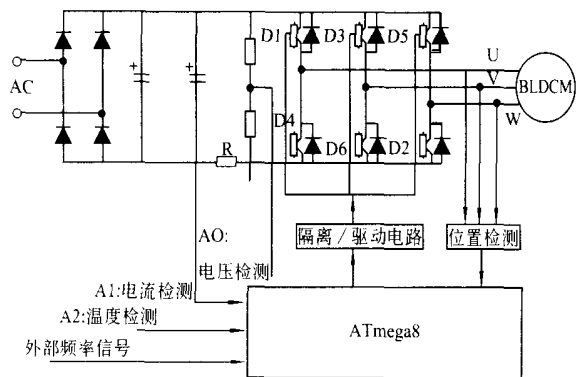 D1 D3 D5
U
V
W
BLDCM
AC
+
+
D4 D6 D2
R
隔离/驱动电路
位置检测
AO:
电压检测
A1:电流检测
A2:温度检测
外部频率信号
ATmega8